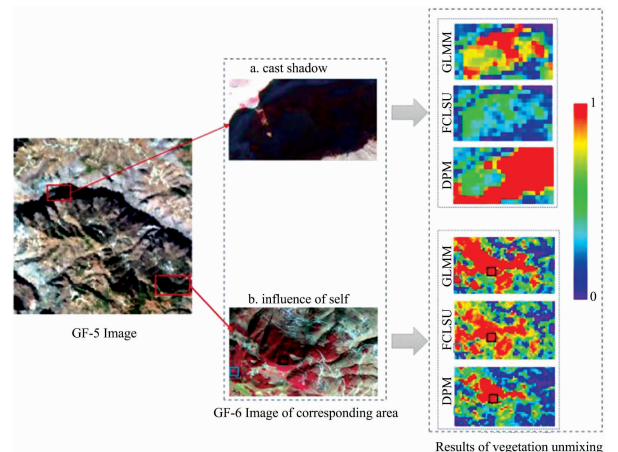 a. cast shadow
GLMM
FCLSU
DPM
1
0
GF-5 Image
b. influence of self
GF-6 Image of corresponding area
GLMM
FCLSU
DPM
Results of vegetation unmixing